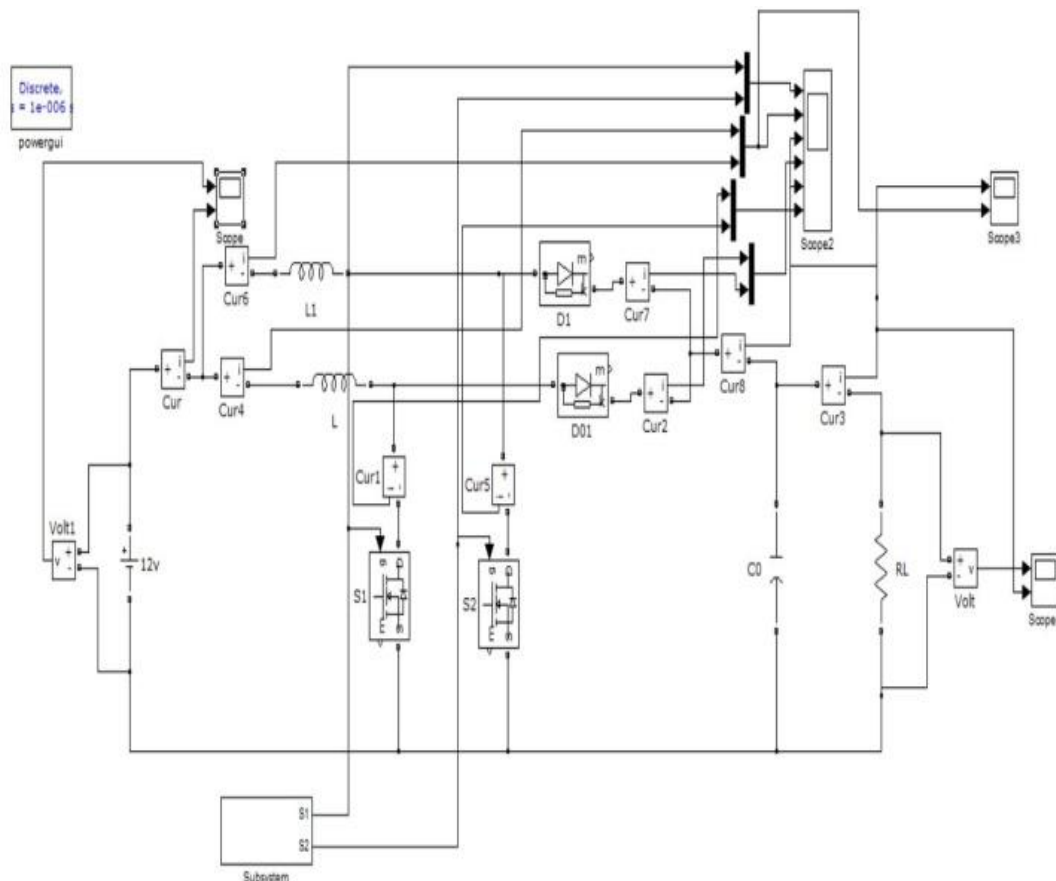 Discrete,
s = 1e-006 s
powergui
Scope
Scope2
Scope3
i
+
-
Cur6
L1
m
k
D1
i
+
-
Cur7
i
+
-
Cur
i
+
-
Cur4
L
m
k
D01
i
+
-
Cur2
i
+
-
Cur8
i
+
-
Cur3
Cur1
+
-
i
Cur5
+
-
i
Volt1
v
+
-
+
12v
S1
g
D
m
S
S2
g
D
m
S
C0
RL
+
-
v
Volt
Scope
S1
S2
Subsystem